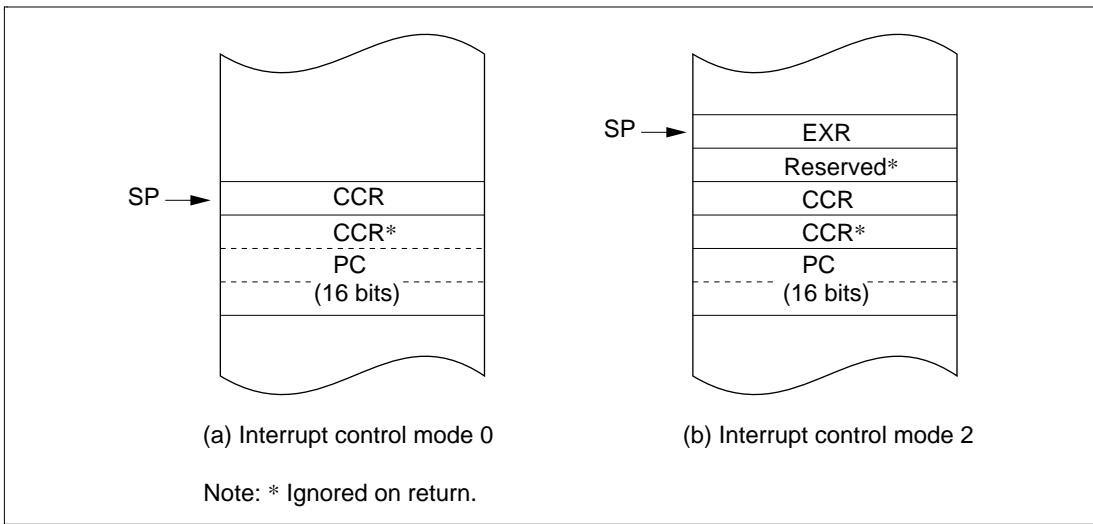 SP
CCR
CCR*
PC
(16 bits)
(a) Interrupt control mode 0
SP
EXR
Reserved*
CCR
CCR*
PC
(16 bits)
(b) Interrupt control mode 2
Note: * Ignored on return.